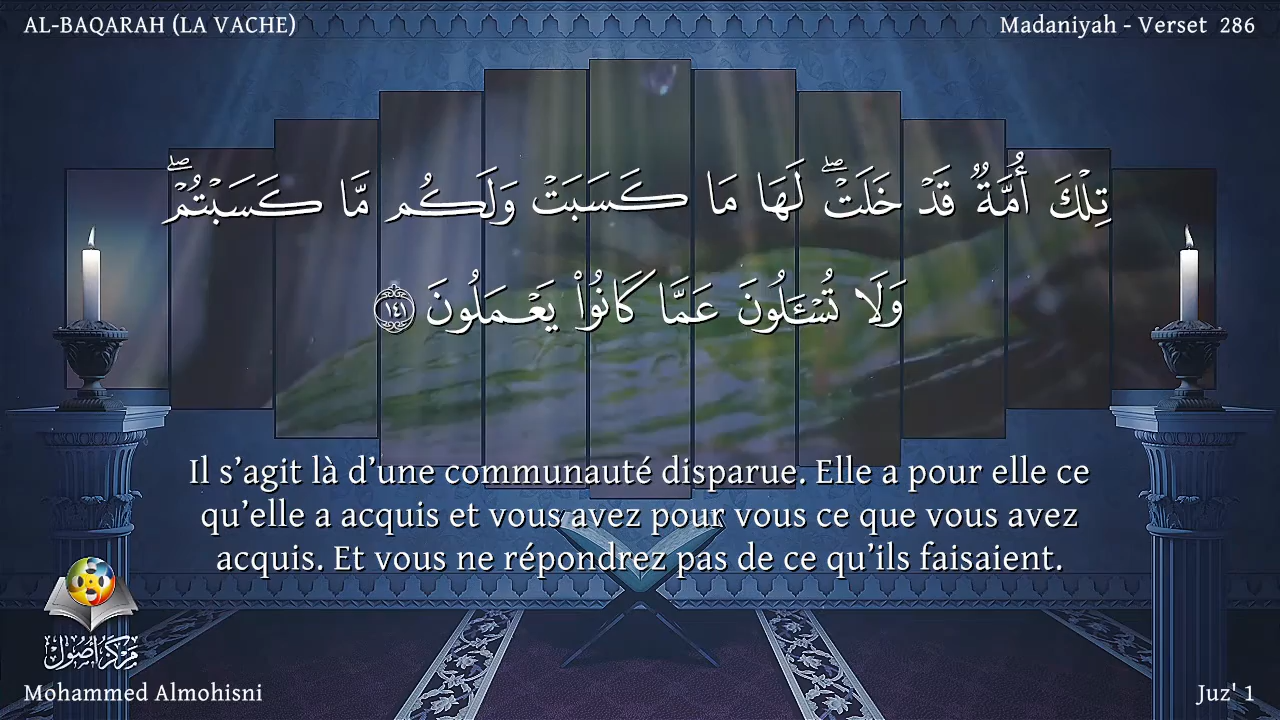 AL-BAQARAH (LA VACHE)
Madaniyah - Verset 286
تِلْكَ أُمَّةٌ قَدْ خَلَتْۖ لَهَا مَا كَسَبَتْ وَلَكُم مَّا كَسَبْتُمْۖ
وَلَا تُسْـَٔلُونَ عَمَّا كَانُوا۟ يَعْمَلُونَ ١٤١
Il s’agit là d’une communauté disparue. Elle a pour elle ce
qu’elle a acquis et vous avez pour vous ce que vous avez
acquis. Et vous ne répondrez pas de ce qu’ils faisaient.
مركز أصول
Mohammed Almohisni
Juz' 1